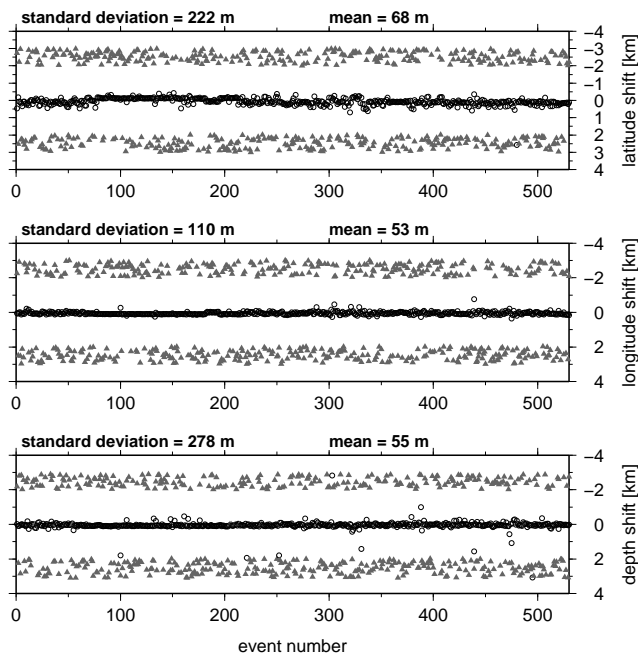 standard deviation = 222 m mean = 68 m
−4
−3
−2
−1
0
1
2
3
4
latitude shift [km]
0 100 200 300 400 500
standard deviation = 110 m mean = 53 m
−4
−2
0
2
4
longitude shift [km]
0 100 200 300 400 500
standard deviation = 278 m mean = 55 m
−4
−2
0
2
4
depth shift [km]
0 100 200 300 400 500
event number